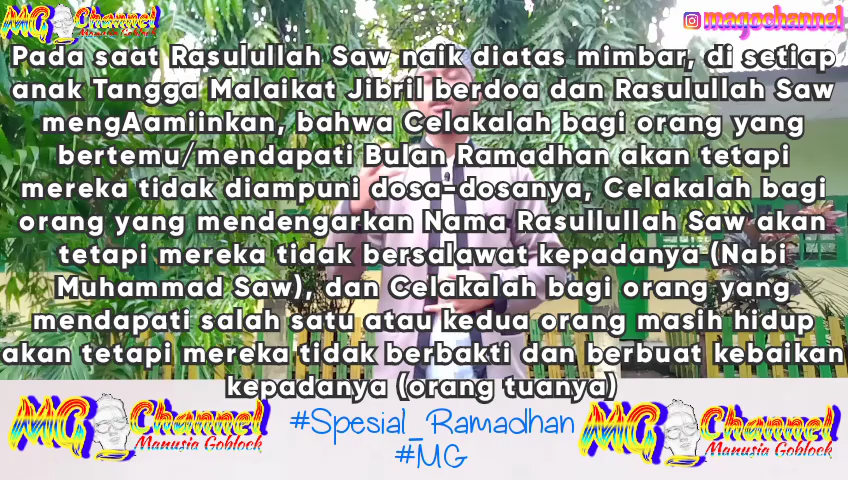 MG Channel
Manusia Goblock
magochannel
Pada saat Rasulullah Saw naik diatas mimbar, di setiap
anak Tangga Malaikat Jibril berdoa dan Rasulullah Saw
mengAamiinkan, bahwa Celakalah bagi orang yang
bertemu/mendapati Bulan Ramadhan akan tetapi
mereka tidak diampuni dosa-dosanya, Celakalah bagi
orang yang mendengarkan Nama Rasullullah Saw akan
tetapi mereka tidak bersalawat kepadanya (Nabi
Muhammad Saw), dan Celakalah bagi orang yang
mendapati salah satu atau kedua orang masih hidup
akan tetapi mereka tidak berbakti dan berbuat kebaikan
kepadanya (orang tuanya)
MG Channel
Manusia Goblock
#Spesial_Ramadhan
#MG
MG Channel
Manusia Goblock